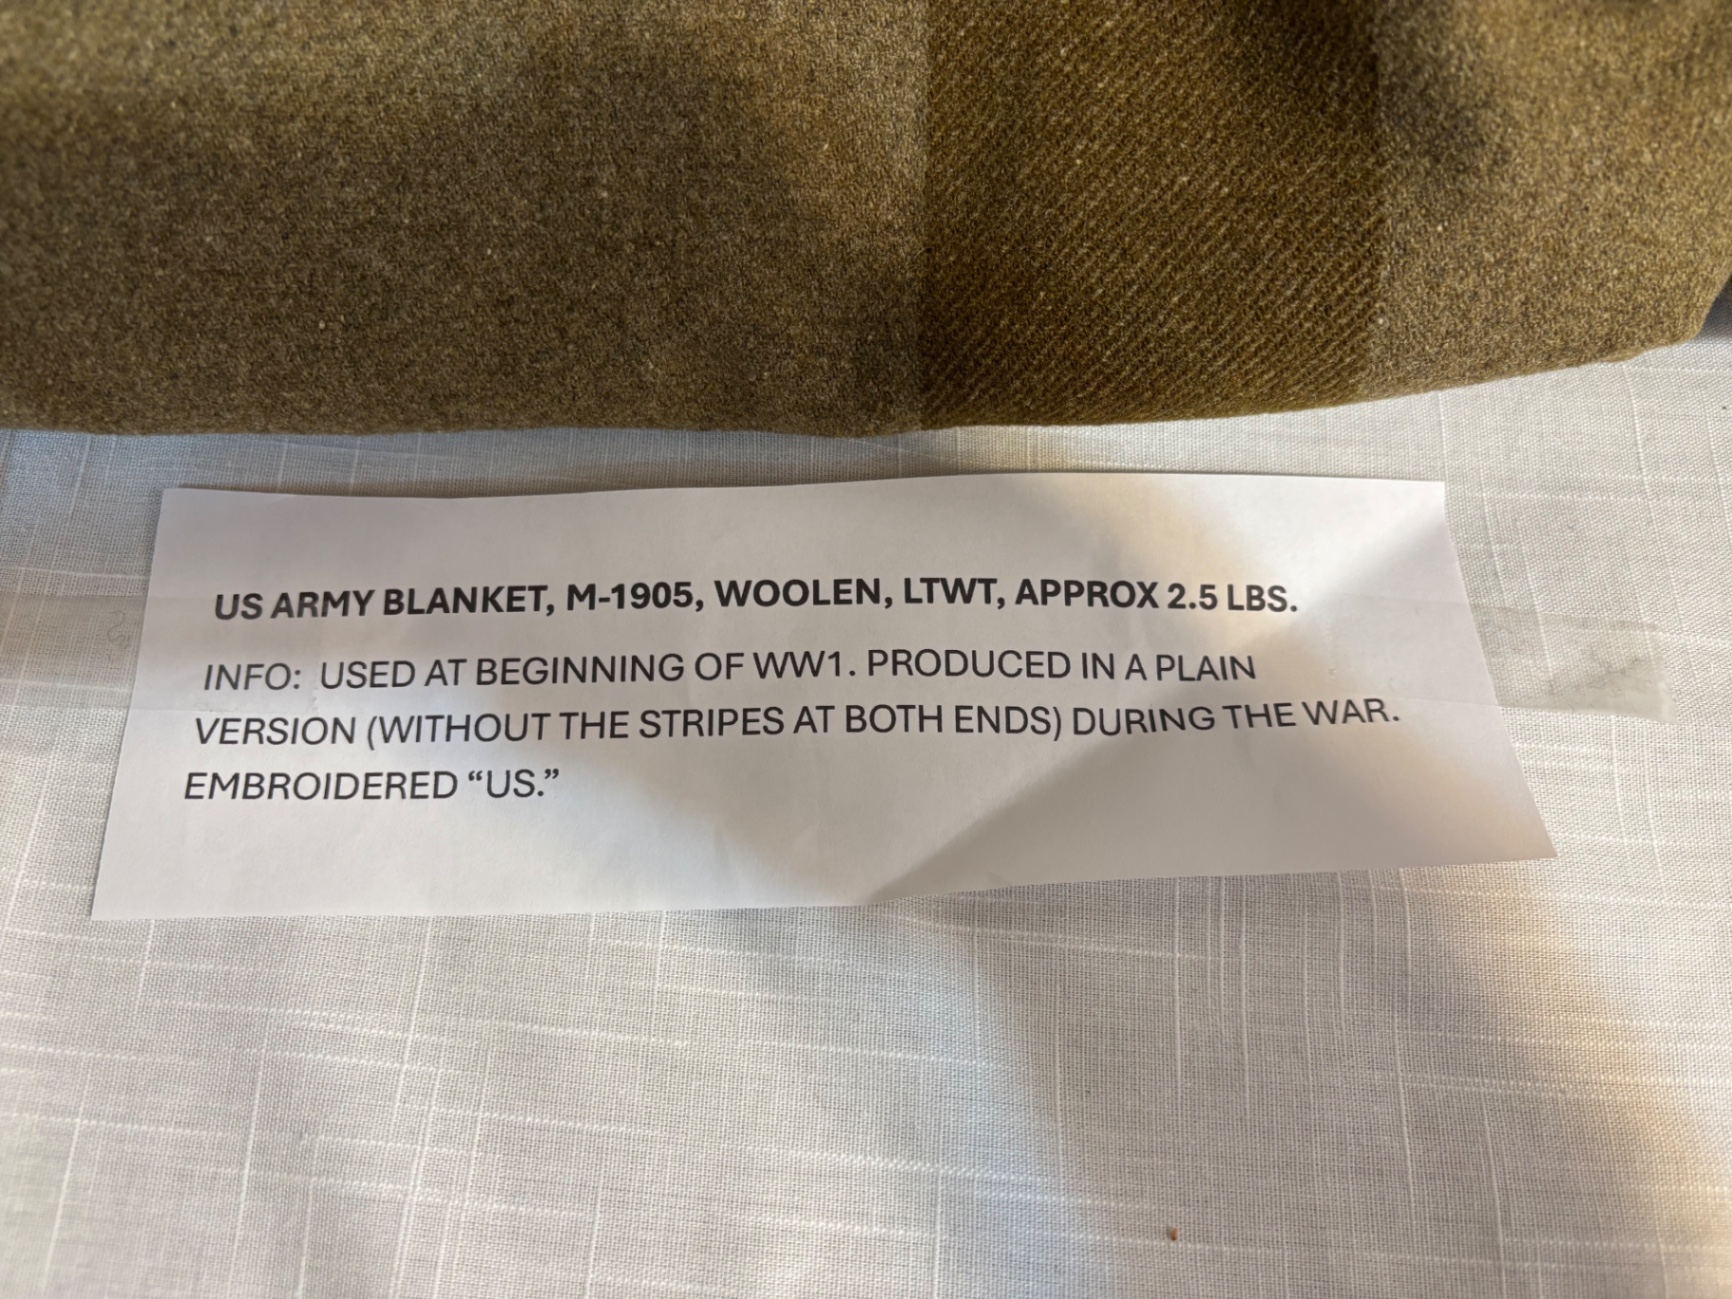 US ARMY BLANKET, M-1905, WOOLEN, LTWT, APPROX 2.5 LBS.
INFO: USED AT BEGINNING OF WW1. PRODUCED IN A PLAIN
VERSION (WITHOUT THE STRIPES AT BOTH ENDS) DURING THE WAR.
EMBROIDERED “US.”